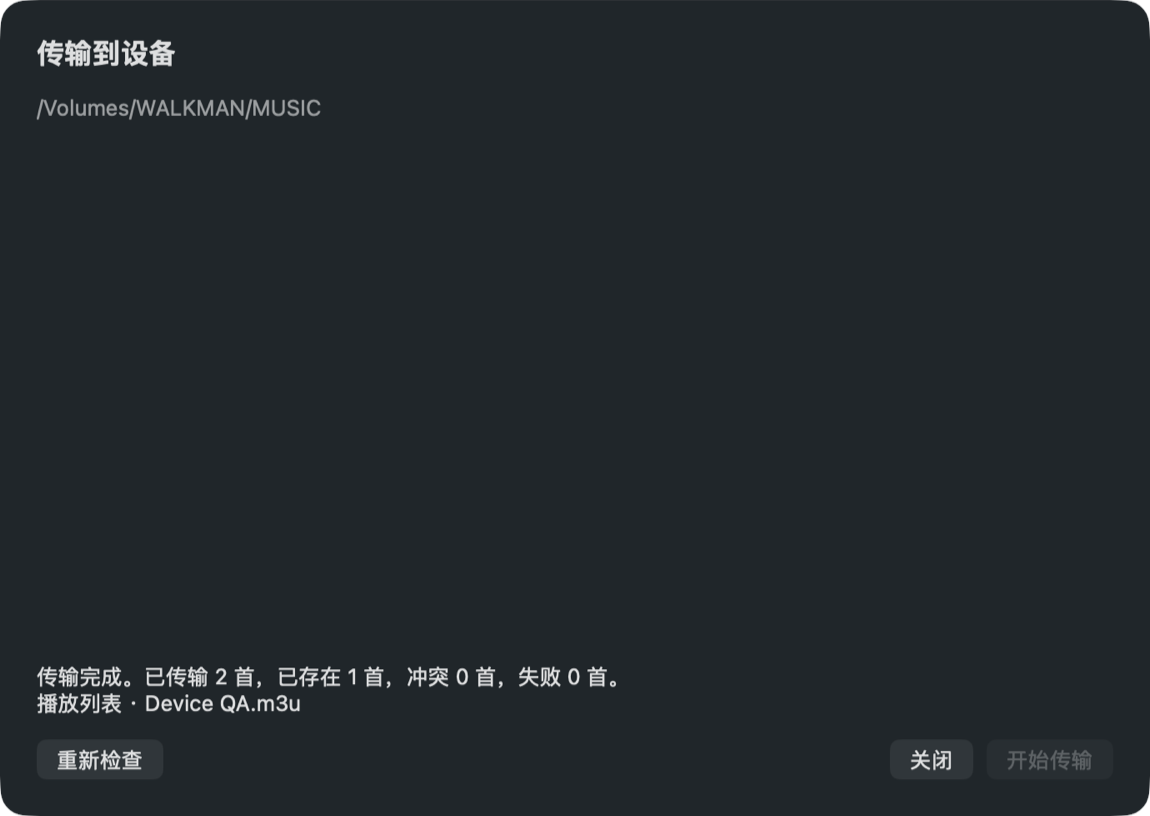 传输到设备
/Volumes/WALKMAN/MUSIC
传输完成。已传输 2 首，已存在 1 首，冲突 0 首，失败 0 首。
播放列表 · Device QA.m3u
重新检查
关闭
开始传输